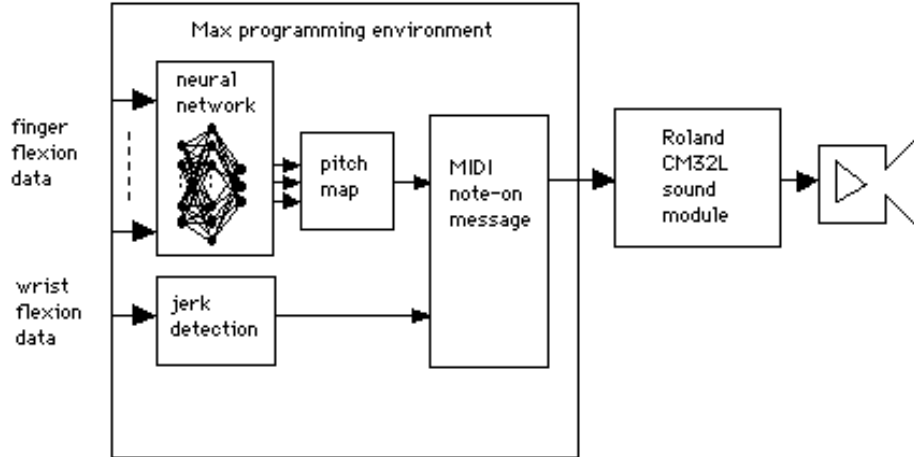 Max programming environment
neural
network
finger
flexion
data
pitch
map
MIDI
note-on
message
Roland
CM32L
sound
module
wrist
flexion
data
jerk
detection